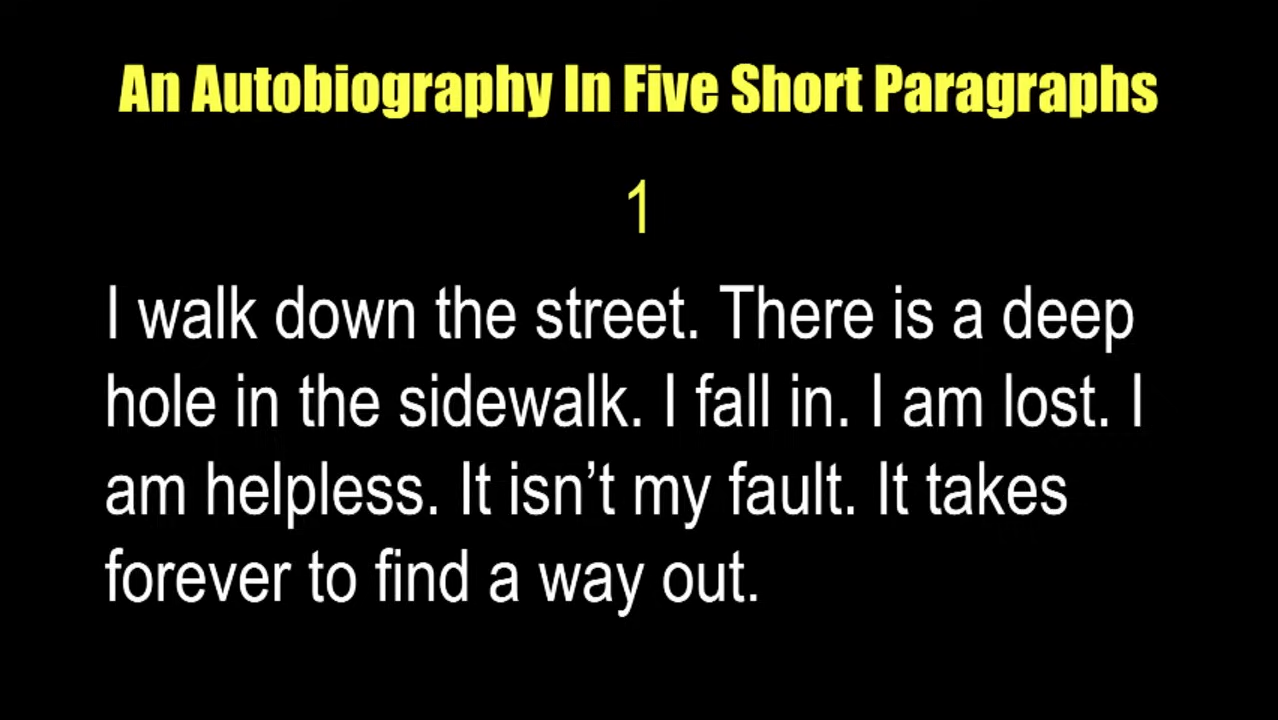 An Autobiography In Five Short Paragraphs
1
I walk down the street. There is a deep
hole in the sidewalk. I fall in. I am lost. I
am helpless. It isn’t my fault. It takes
forever to find a way out.